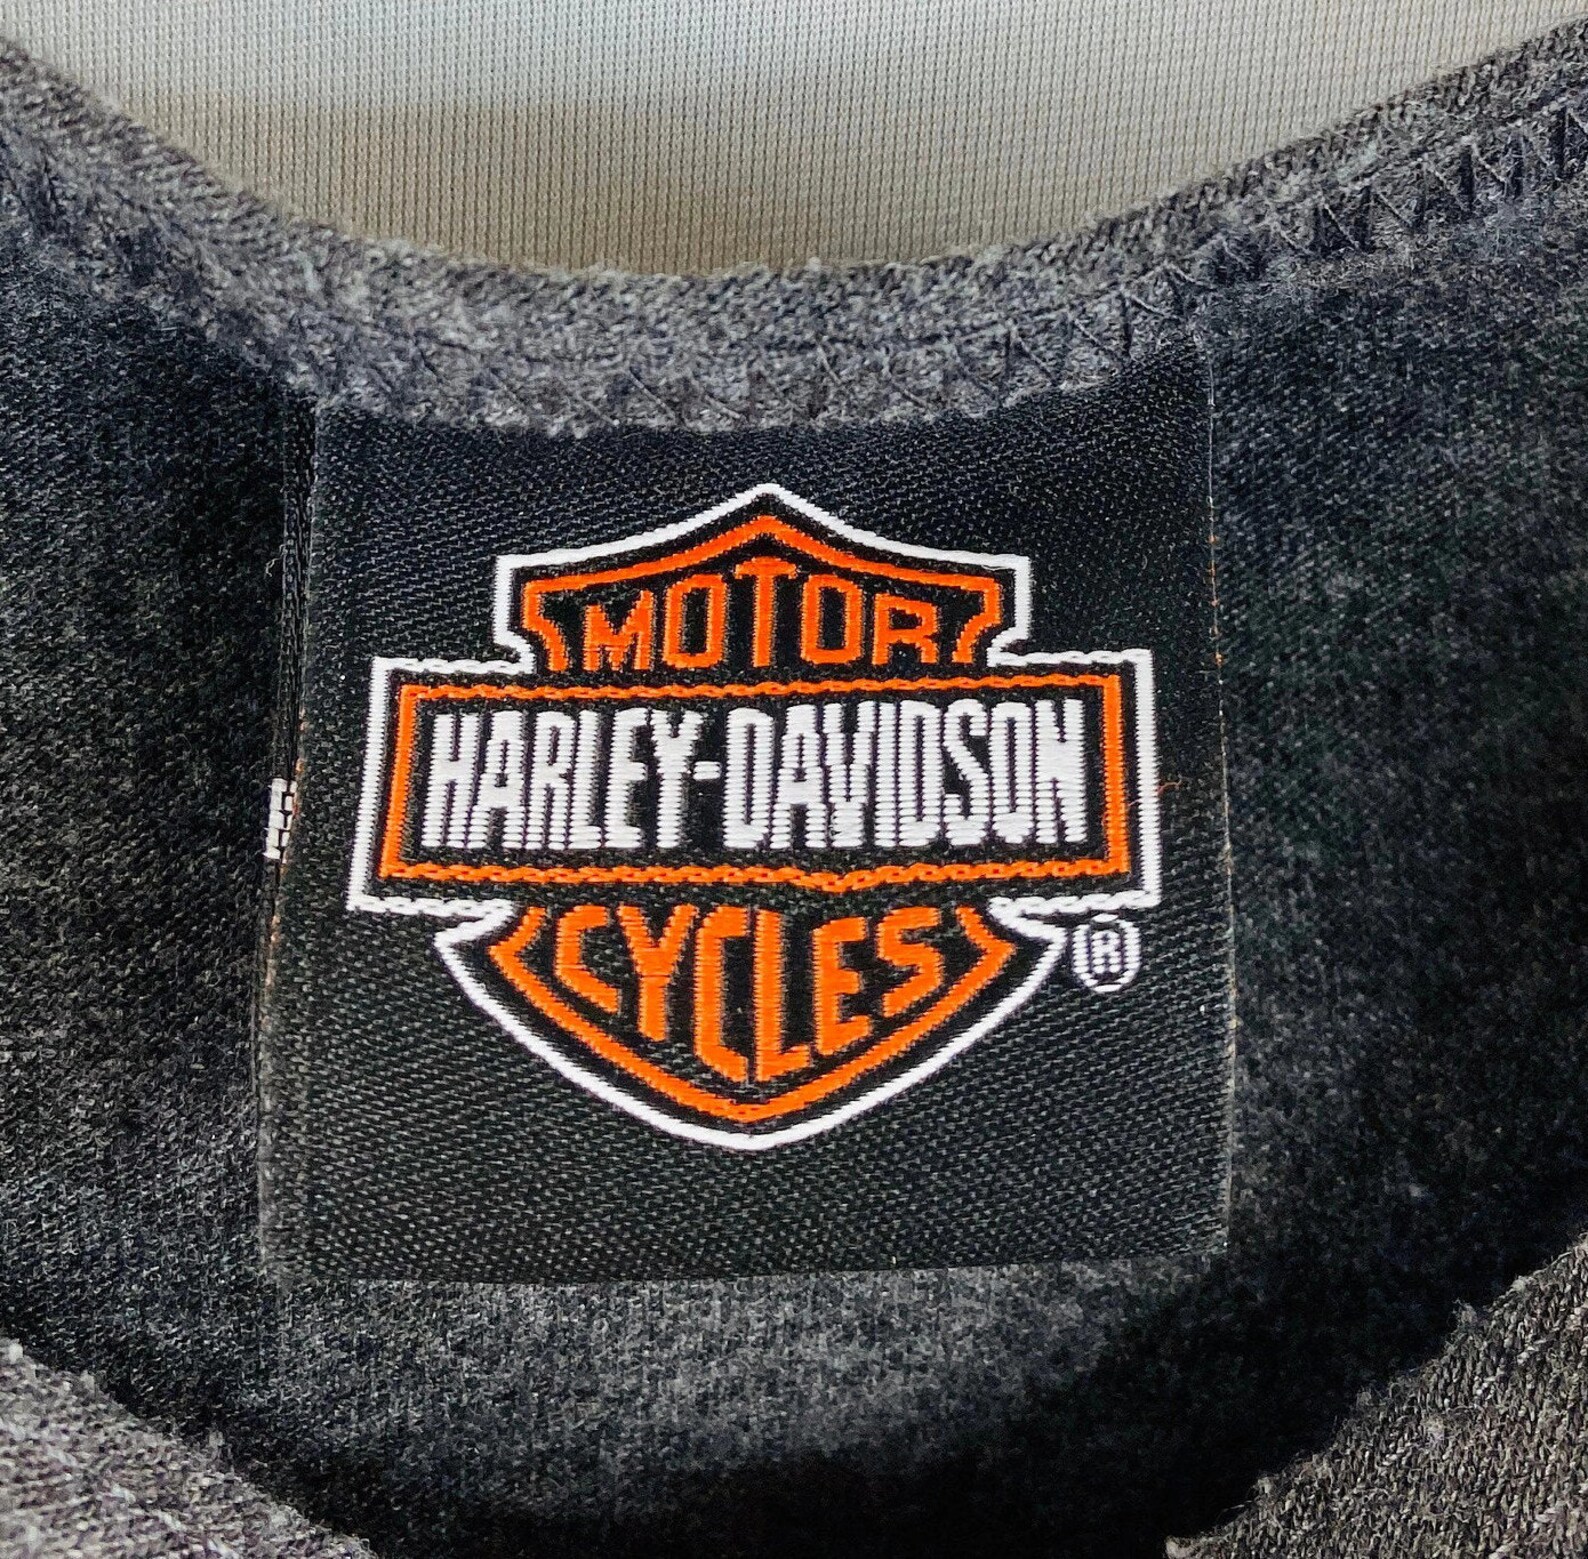 MOTOR
HARLEY-DAVIDSON
CYCLES
®